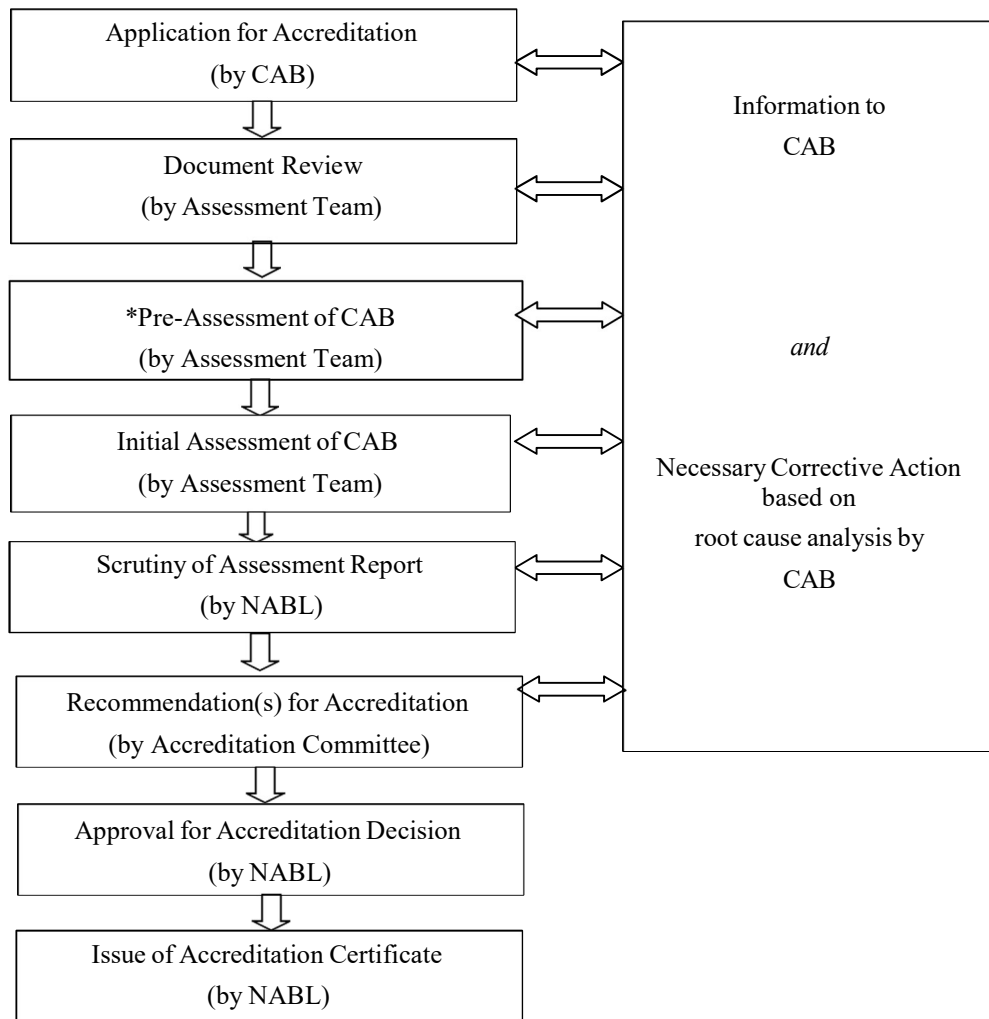 Application for Accreditation
(by CAB)
Document Review
(by Assessment Team)
*Pre-Assessment of CAB
(by Assessment Team)
Initial Assessment of CAB
(by Assessment Team)
Scrutiny of Assessment Report
(by NABL)
Recommendation(s) for Accreditation
(by Accreditation Committee)
Approval for Accreditation Decision
(by NABL)
Issue of Accreditation Certificate
(by NABL)
Information to
CAB
and
Necessary Corrective Action
based on
root cause analysis by
CAB